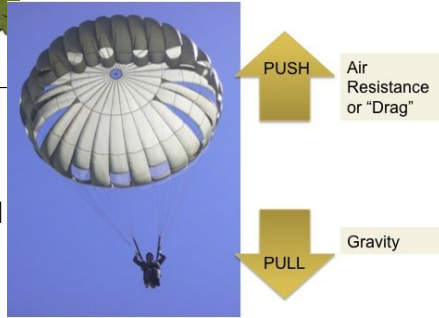 PUSH
Air
Resistance
or “Drag”
PULL
Gravity